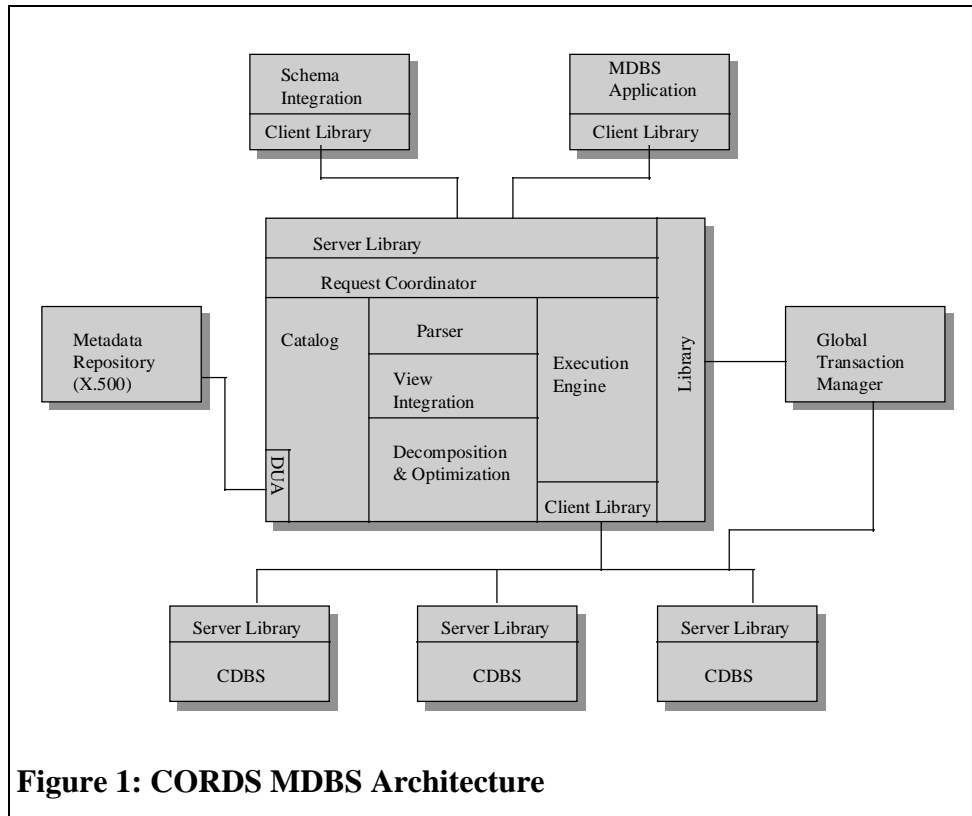 Schema
Integration
Client Library
MDBS
Application
Client Library
Server Library
Request Coordinator
Catalog
Parser
View
Integration
Decomposition
& Optimization
Execution
Engine
Client Library
DUA
Library
Metadata
Repository
(X.500)
Global
Transaction
Manager
Server Library
CDBS
Server Library
CDBS
Server Library
CDBS
Figure 1: CORDS MDBS Architecture